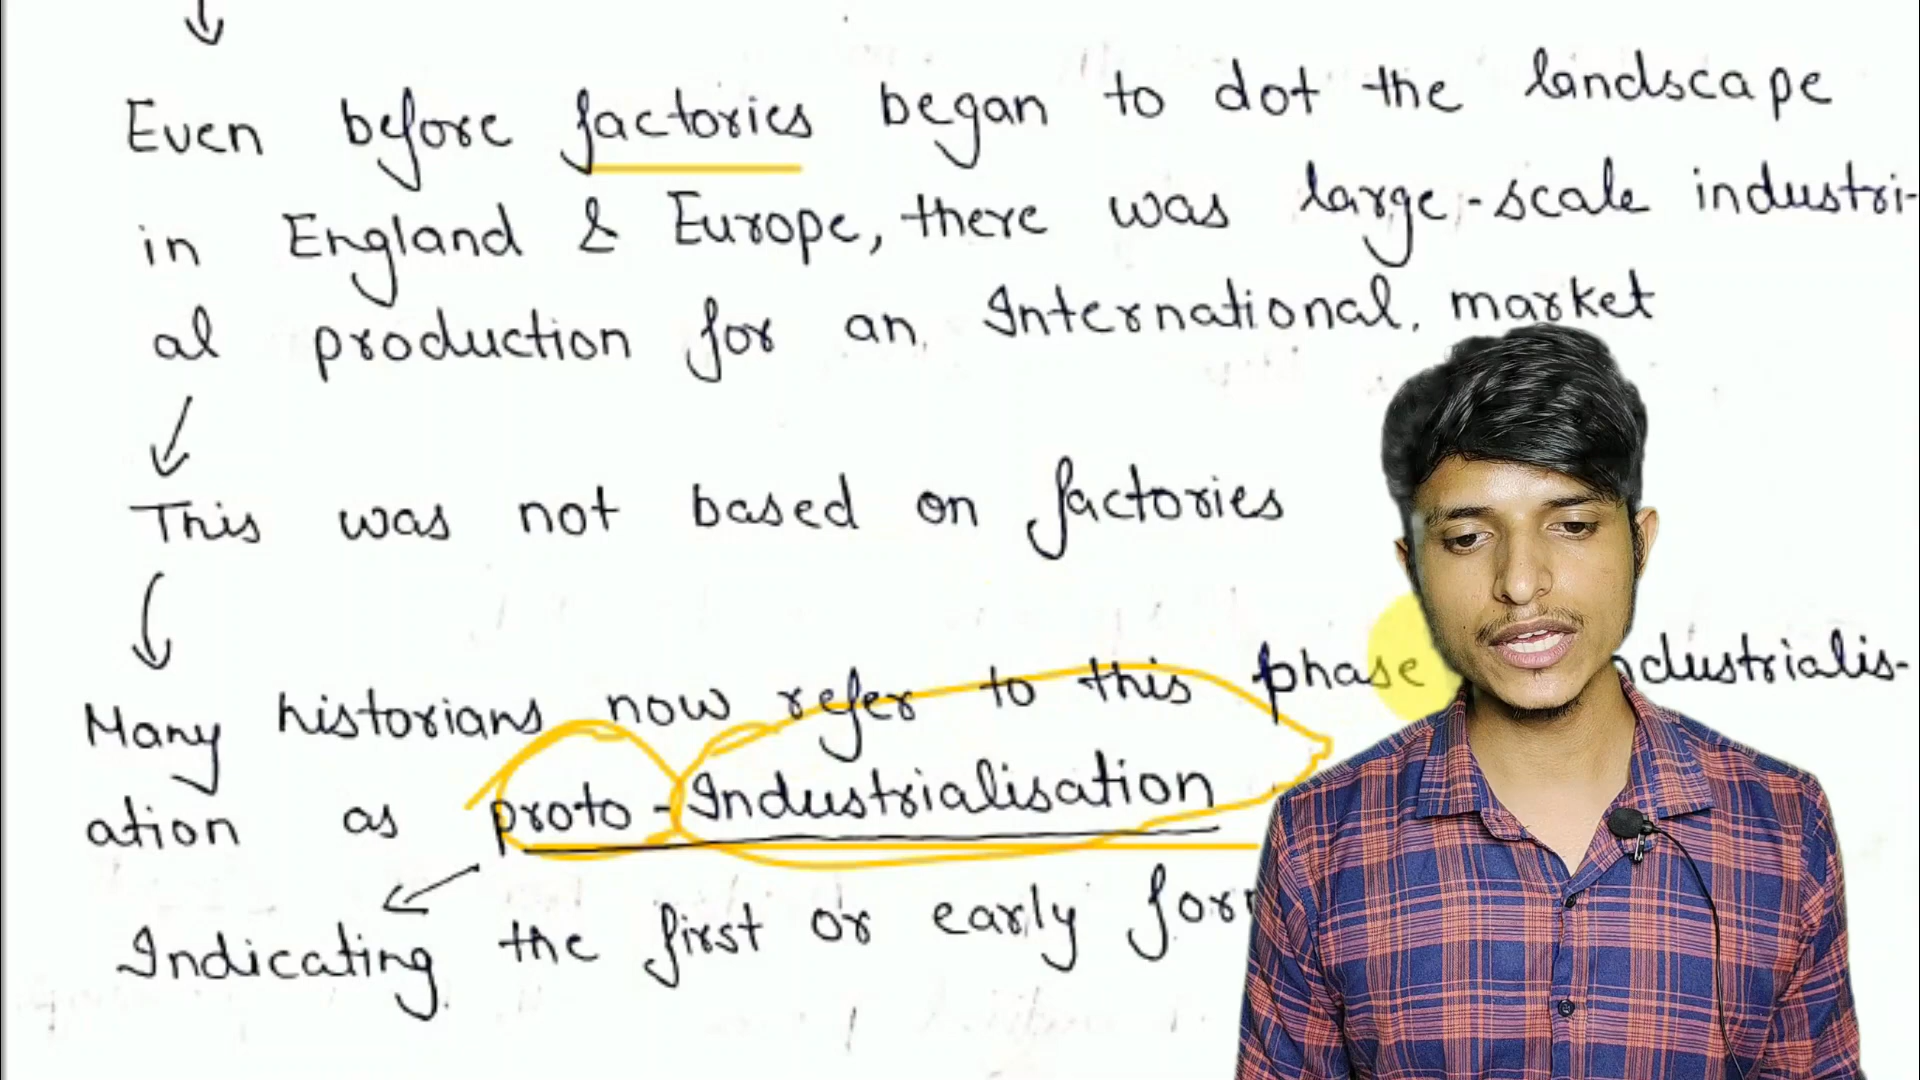 Even before factories began to dot the landscape
in England & Europe, there was large-scale industri-
al production for an International market
This was not based on factories
Many historians now refer to this phase industrialis-
ation as proto-Industrialisation
Indicating the first or early